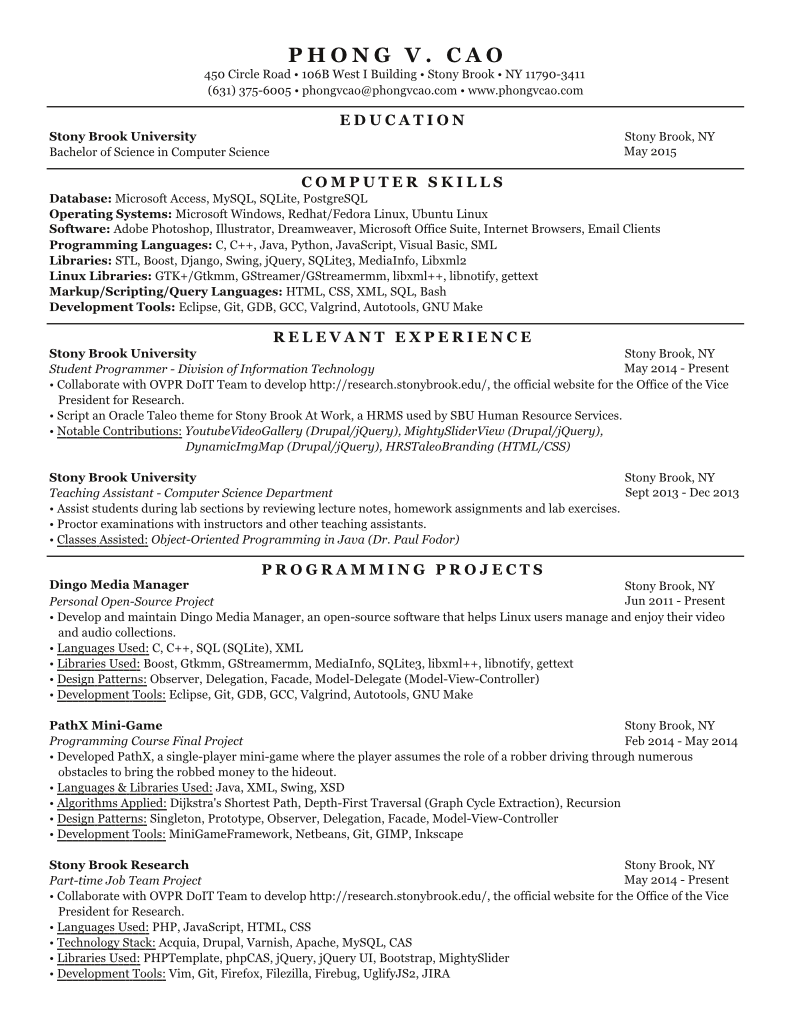 PHONG V. CAO
450 Circle Road • 106B West I Building • Stony Brook • NY 11790-3411
(631) 375-6005 • phongvcao@phongvcao.com • www.phongvcao.com
EDUCATION
Stony Brook University Stony Brook, NY
Bachelor of Science in Computer Science May 2015
COMPUTER SKILLS
Database: Microsoft Access, MySQL, SQLite, PostgreSQL
Operating Systems: Microsoft Windows, Redhat/Fedora Linux, Ubuntu Linux
Software: Adobe Photoshop, Illustrator, Dreamweaver, Microsoft Office Suite, Internet Browsers, Email Clients
Programming Languages: C, C++, Java, Python, JavaScript, Visual Basic, SML
Libraries: STL, Boost, Django, Swing, jQuery, SQLite3, MediaInfo, Libxml2
Linux Libraries: GTK+/Gtkmm, GStreamer/GStreamermm, libxml++, libnotify, gettext
Markup/Scripting/Query Languages: HTML, CSS, XML, SQL, Bash
Development Tools: Eclipse, Git, GDB, GCC, Valgrind, Autotools, GNU Make
RELEVANT EXPERIENCE
Stony Brook University Stony Brook, NY
Student Programmer - Division of Information Technology May 2014 - Present
• Collaborate with OVPR DoIT Team to develop http://research.stonybrook.edu/, the official website for the Office of the Vice
President for Research.
• Script an Oracle Taleo theme for Stony Brook At Work, a HRMS used by SBU Human Resource Services.
• Notable Contributions: YoutubeVideoGallery (Drupal/jQuery), MightySliderView (Drupal/jQuery),
DynamicImgMap (Drupal/jQuery), HRSTaleoBranding (HTML/CSS)
Stony Brook University Stony Brook, NY
Teaching Assistant - Computer Science Department Sept 2013 - Dec 2013
• Assist students during lab sections by reviewing lecture notes, homework assignments and lab exercises.
• Proctor examinations with instructors and other teaching assistants.
• Classes Assisted: Object-Oriented Programming in Java (Dr. Paul Fodor)
PROGRAMMING PROJECTS
Dingo Media Manager Stony Brook, NY
Personal Open-Source Project Jun 2011 - Present
• Develop and maintain Dingo Media Manager, an open-source software that helps Linux users manage and enjoy their video
and audio collections.
• Languages Used: C, C++, SQL (SQLite), XML
• Libraries Used: Boost, Gtkmm, GStreamermm, MediaInfo, SQLite3, libxml++, libnotify, gettext
• Design Patterns: Observer, Delegation, Facade, Model-Delegate (Model-View-Controller)
• Development Tools: Eclipse, Git, GDB, GCC, Valgrind, Autotools, GNU Make
PathX Mini-Game Stony Brook, NY
Programming Course Final Project Feb 2014 - May 2014
• Developed PathX, a single-player mini-game where the player assumes the role of a robber driving through numerous
obstacles to bring the robbed money to the hideout.
• Languages & Libraries Used: Java, XML, Swing, XSD
• Algorithms Applied: Dijkstra's Shortest Path, Depth-First Traversal (Graph Cycle Extraction), Recursion
• Design Patterns: Singleton, Prototype, Observer, Delegation, Facade, Model-View-Controller
• Development Tools: MiniGameFramework, Netbeans, Git, GIMP, Inkscape
Stony Brook Research Stony Brook, NY
Part-time Job Team Project May 2014 - Present
• Collaborate with OVPR DoIT Team to develop http://research.stonybrook.edu/, the official website for the Office of the Vice
President for Research.
• Languages Used: PHP, JavaScript, HTML, CSS
• Technology Stack: Acquia, Drupal, Varnish, Apache, MySQL, CAS
• Libraries Used: PHPTemplate, phpCAS, jQuery, jQuery UI, Bootstrap, MightySlider
• Development Tools: Vim, Git, Firefox, Filezilla, Firebug, UglifyJS2, JIRA